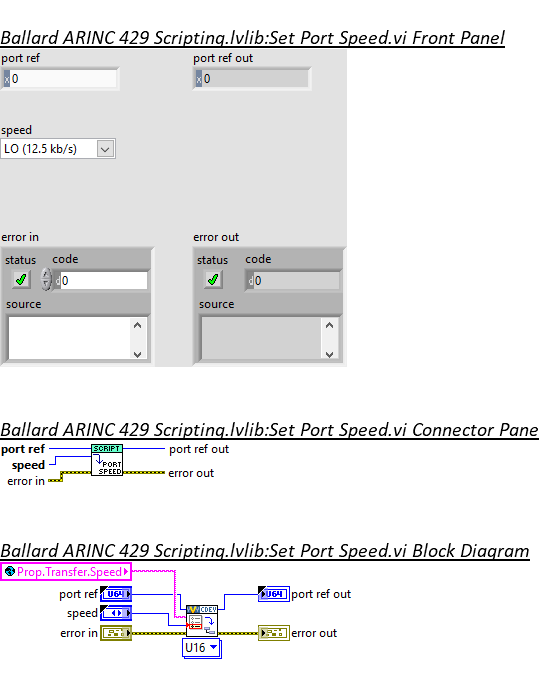 Ballard ARINC 429 Scripting.lvlib:Set Port Speed.vi Front Panel
port ref port ref out
x 0 x 0
speed
LO (12.5 kb/s)
error in error out
status code status code
d 0 d 0
source source
Ballard ARINC 429 Scripting.lvlib:Set Port Speed.vi Connector Pane
port ref SCRIPT port ref out
speed PORT
error in SPEED error out
Ballard ARINC 429 Scripting.lvlib:Set Port Speed.vi Block Diagram
Prop.Transfer.Speed
port ref U64 U64 port ref out
speed CDEV
error in error out
U16